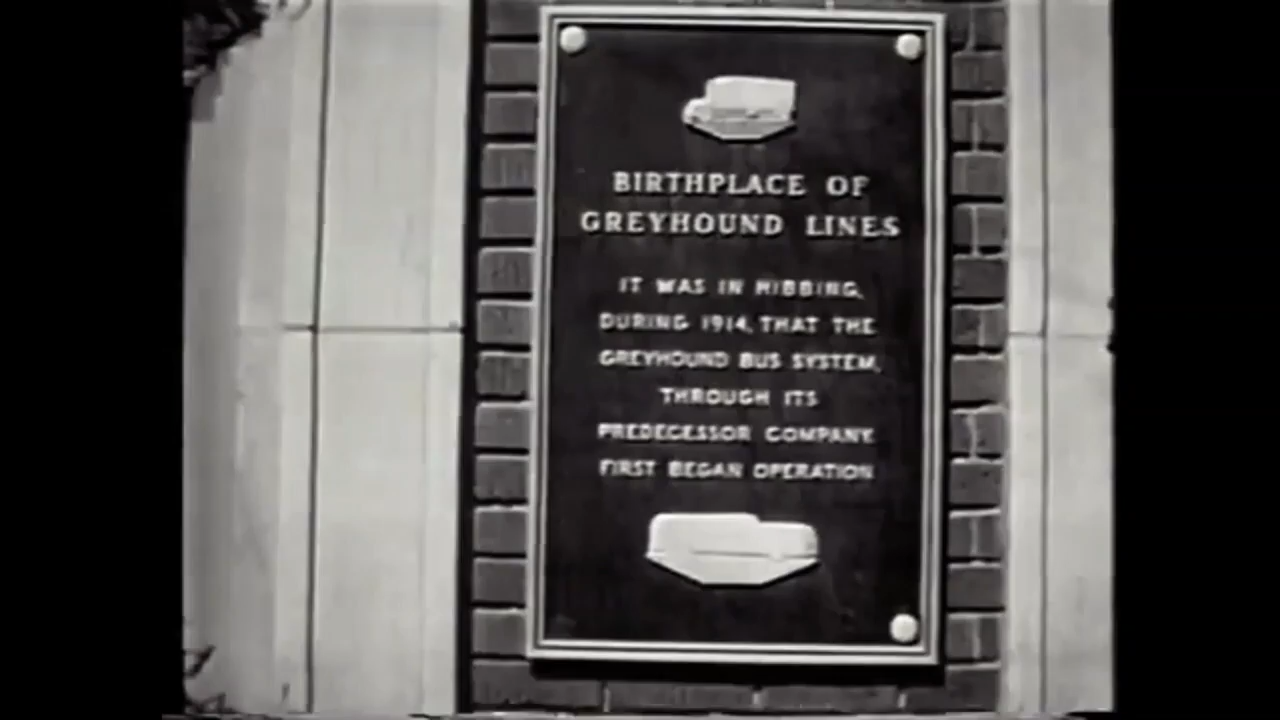 BIRTHPLACE OF
GREYHOUND LINES
IT WAS IN HIBBING,
DURING 1914, THAT THE
GREYHOUND BUS SYSTEM,
THROUGH ITS
PREDECESSOR COMPANY
FIRST BEGAN OPERATION